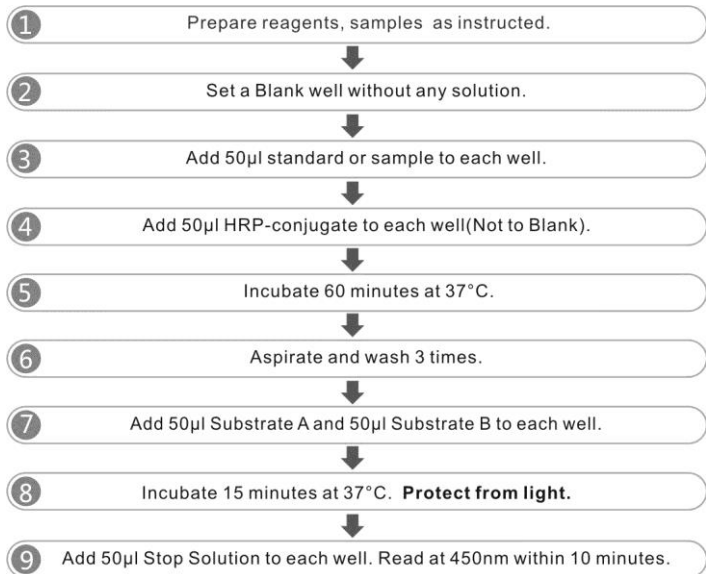 1 Prepare reagents, samples as instructed.
2 Set a Blank well without any solution.
3 Add 50μl standard or sample to each well.
4 Add 50μl HRP-conjugate to each well(Not to Blank).
5 Incubate 60 minutes at 37°C.
6 Aspirate and wash 3 times.
7 Add 50μl Substrate A and 50μl Substrate B to each well.
8 Incubate 15 minutes at 37°C. Protect from light.
9 Add 50μl Stop Solution to each well. Read at 450nm within 10 minutes.